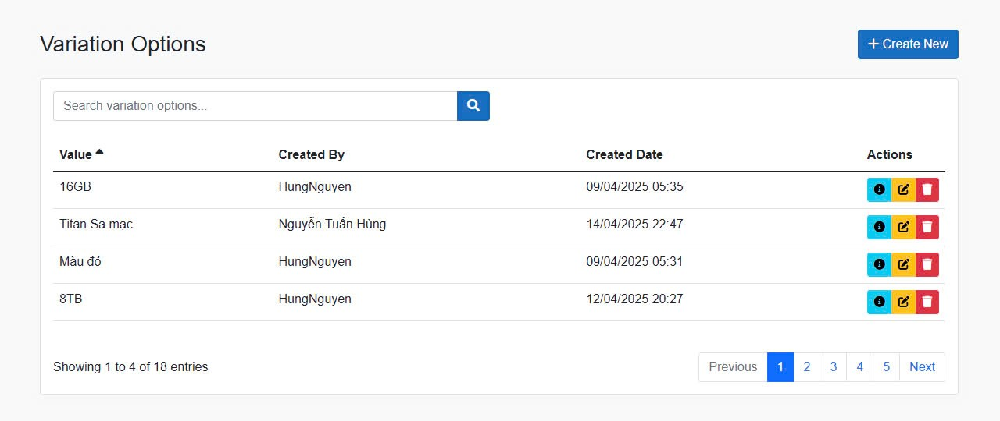 Variation Options
Create New
Search variation options...
Value Created By Created Date Actions
16GB HungNguyen 09/04/2025 05:35
Titan Sa mạc Nguyễn Tuấn Hùng 14/04/2025 22:47
Màu đỏ HungNguyen 09/04/2025 05:31
8TB HungNguyen 12/04/2025 20:27
Showing 1 to 4 of 18 entries Previous 1 2 3 4 5 Next